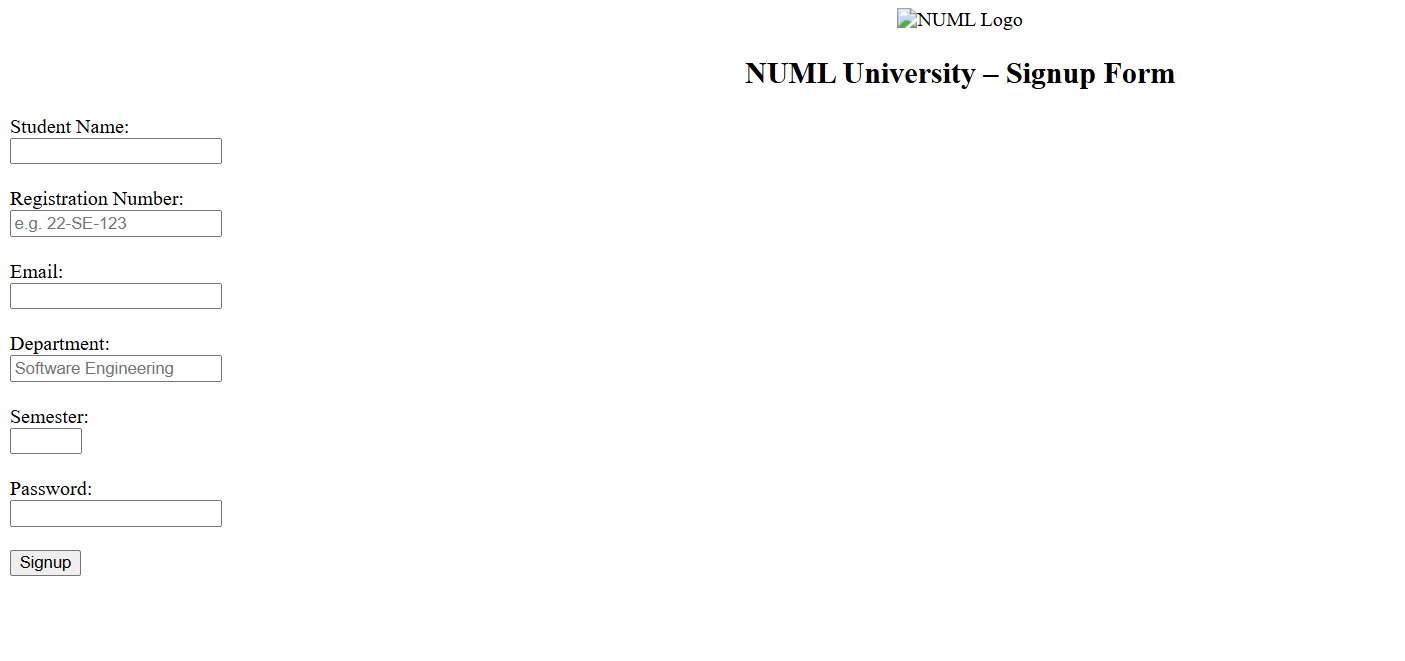 NUML Logo
NUML University – Signup Form
Student Name:
Registration Number:
e.g. 22-SE-123
Email:
Department:
Software Engineering
Semester:
Password:
Signup